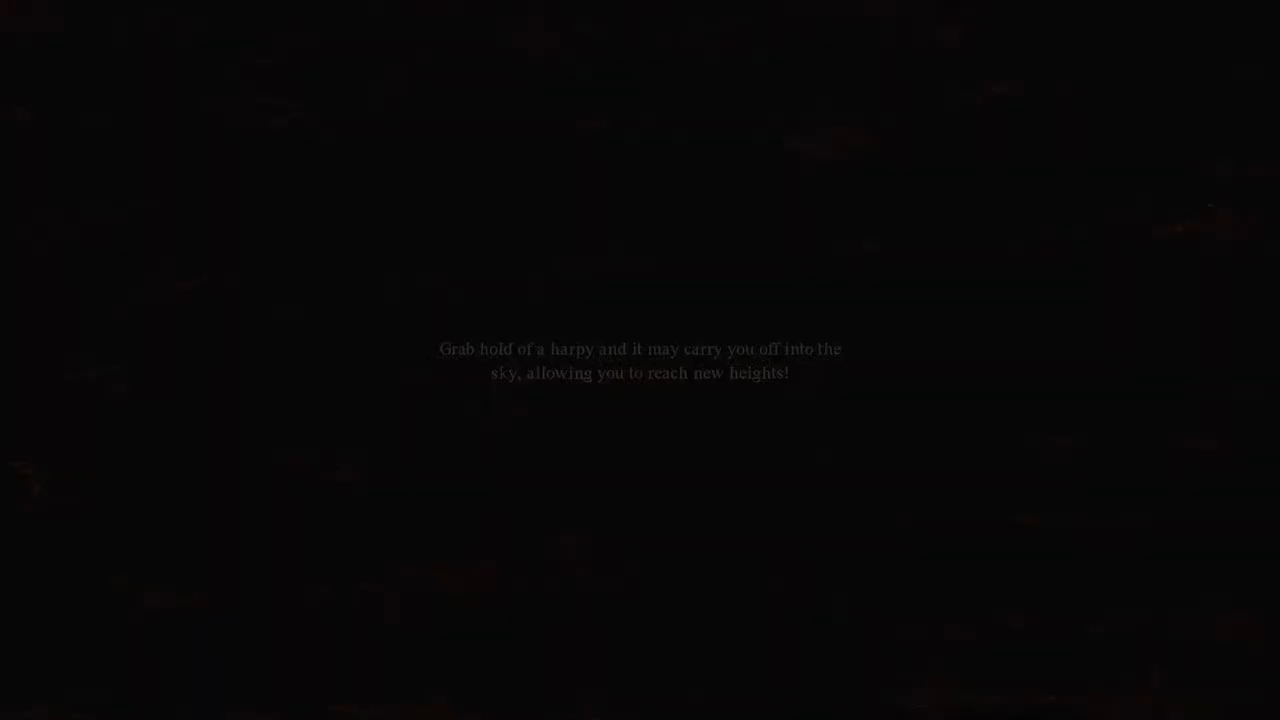 Grab hold of a harpy and it may carry you off into the
sky, allowing you to reach new heights!